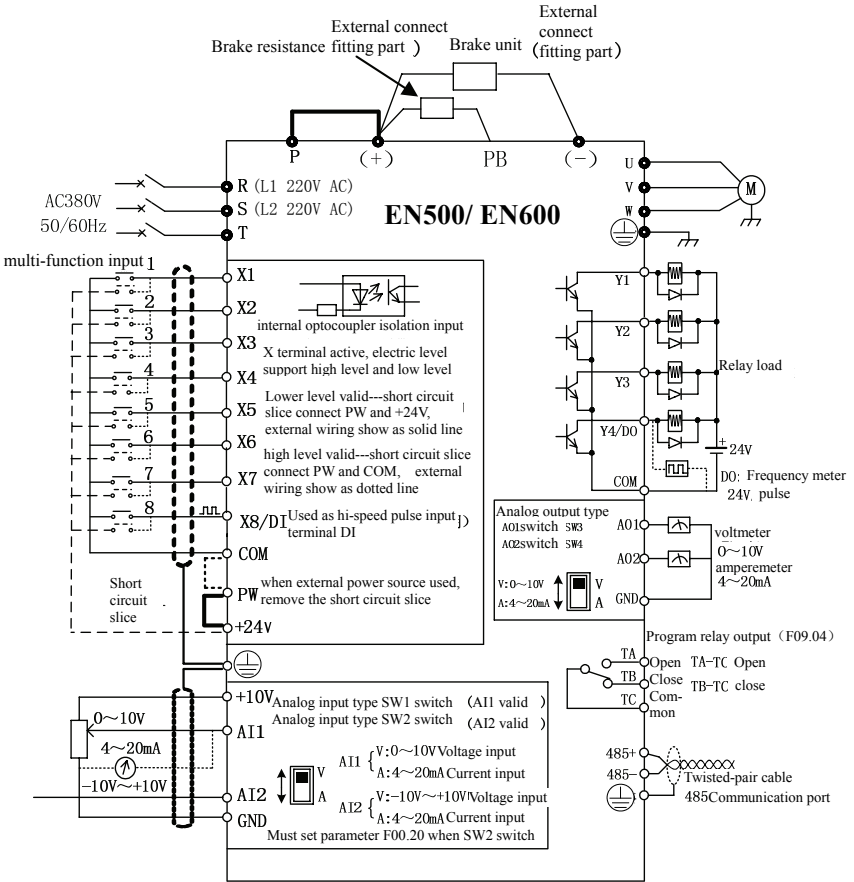 External
connect
(fitting part)
External connect
Brake resistance fitting part )
Brake unit
P
(+)
PB
(-)
R (L1 220V AC)
S (L2 220V AC)
T
AC380V
50/60Hz
EN500/ EN600
U
V
W
M
multi-function input
1
2
3
4
5
6
7
8
X1
X2
X3
X4
X5
X6
X7
X8/DI
COM
PW
+24V
internal optocoupler isolation input
X terminal active, electric level
support high level and low level
Lower level valid---short circuit
slice connect PW and +24V,
external wiring show as solid line
high level valid---short circuit slice
connect PW and COM, external
wiring show as dotted line
Used as hi-speed pulse input )
terminal DI
when external power source used,
remove the short circuit slice
Short
circuit
slice
Y1
Y2
Y3
Y4/DO
COM
Relay load
+
24V
DO: Frequency meter
24V pulse
Analog output type
AO1switch SW3
AO2switch SW4
V:0~10V
A:4~20mA
V
A
AO1
AO2
GND
voltmeter
0~10V
amperemeter
4~20mA
Program relay output (F09.04)
TA
Open
TA-TC Open
TB
Close
TB-TC close
TC
Com-
mon
+10V
AI1
AI2
GND
0~10V
4~20mA
-10V~+10V
Analog input type SW1 switch (AI1 valid )
Analog input type SW2 switch (AI2 valid )
V
A
AI1 { V:0~10V Voltage input
A:4~20mA Current input
AI2 { V:-10V~+10V Voltage input
A:4~20mA Current input
Must set parameter F00.20 when SW2 switch
485+
485-
Twisted-pair cable
485Communication port